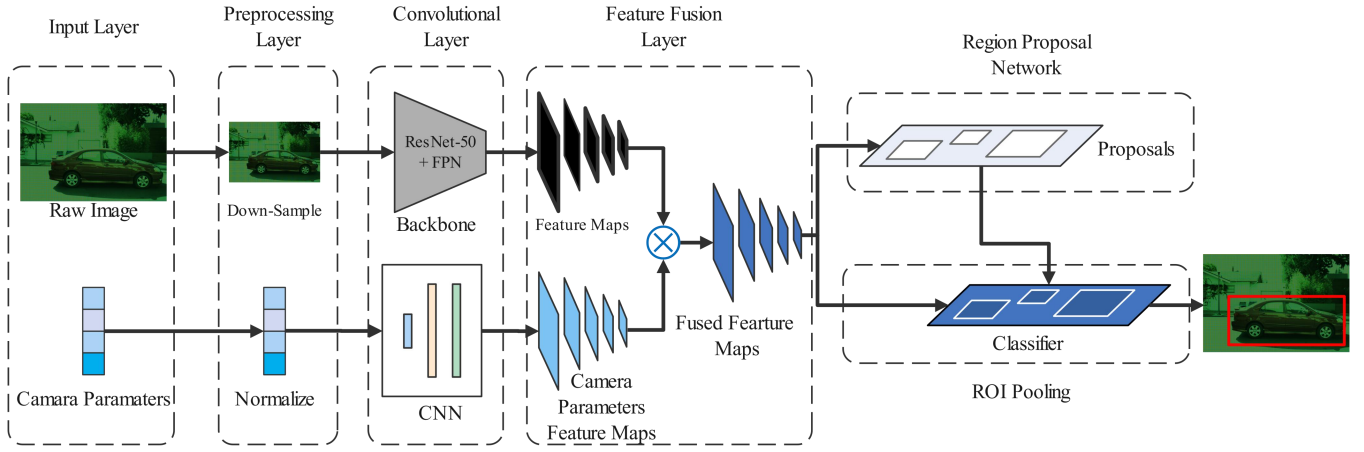 Input Layer
Preprocessing
Layer
Convolutional
Layer
Feature Fusion
Layer
Region Proposal
Network
Raw Image
Down-Sample
ResNet-50
+ FPN
Backbone
Feature Maps
Proposals
Camara Paramaters
Normalize
CNN
Camera
Parameters
Feature Maps
Fused Fearture
Maps
Classifier
ROI Pooling